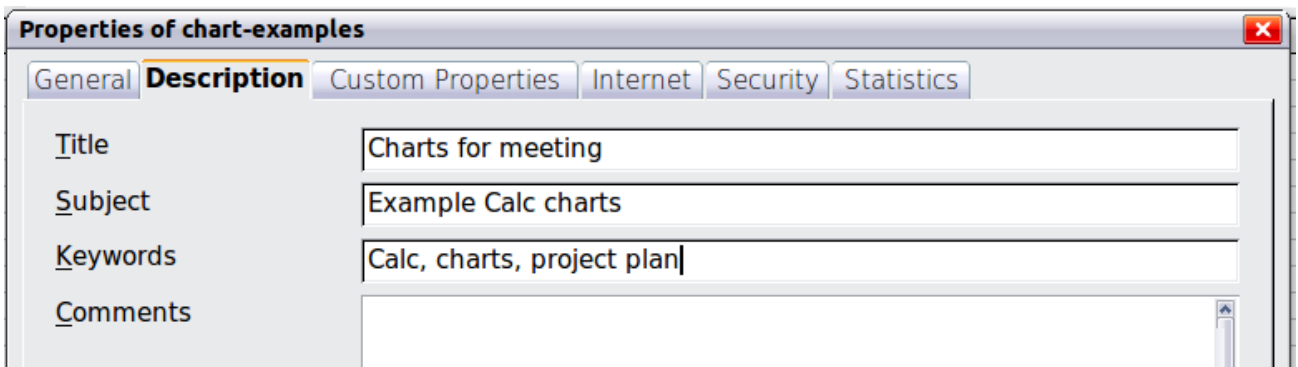 Properties of chart-examples
General Description Custom Properties Internet Security Statistics
Title Charts for meeting
Subject Example Calc charts
Keywords Calc, charts, project plan
Comments